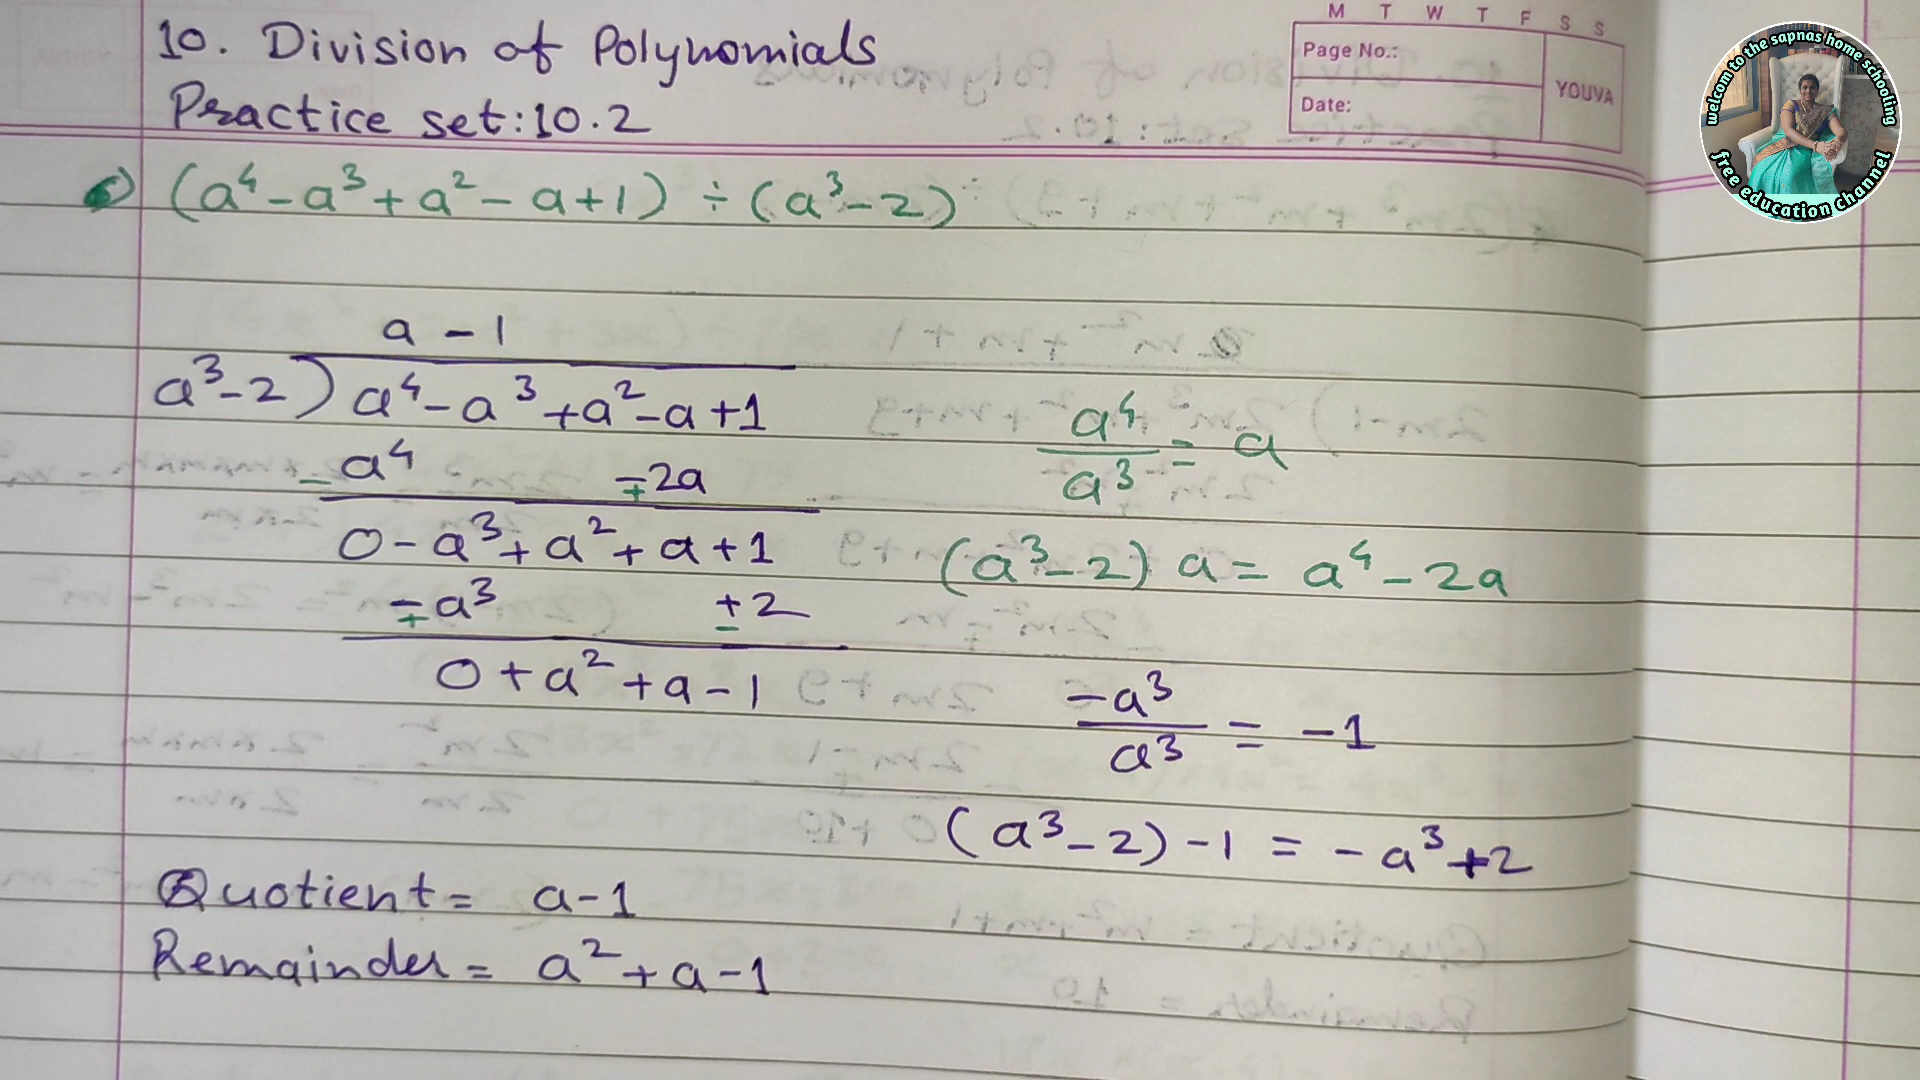 10. Division of Polynomials
Practice set:10.2
M T W T F S S
Page No.:
Date:
YOUVA
welcom to the sapnas home schooling
free education channel
(a⁴-a³+a²-a+1) ÷ (a³-2)
a - 1
a³-2 ) a⁴-a³+a²-a+1
a⁴/a³ = a
-a⁴ ∓2a
0-a³+a²+a+1
(a³-2) a = a⁴-2a
∓a³ ±2
0+a²+a-1
-a³/a³ = -1
(a³-2)-1 = -a³+2
Quotient = a-1
Remainder = a²+a-1